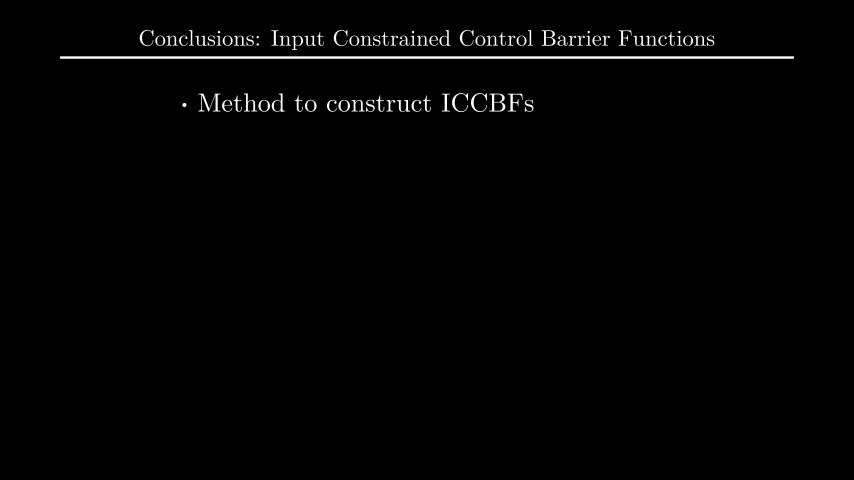 Conclusions: Input Constrained Control Barrier Functions
• Method to construct ICCBFs